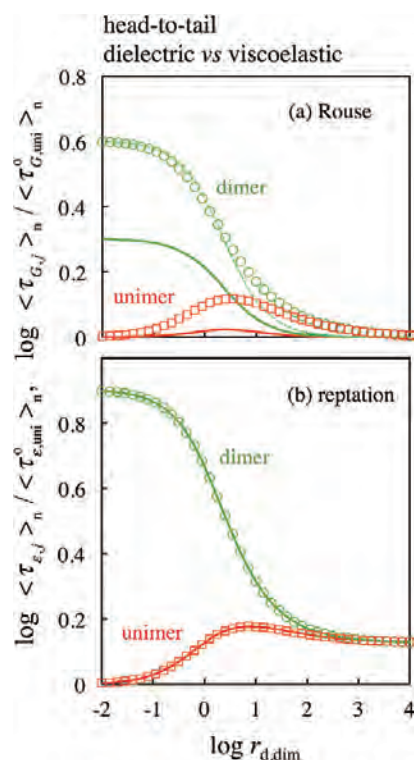 head-to-tail
dielectric vs viscoelastic
0.8
(a) Rouse
0.6
dimer
0.4
0.2
unimer
0
(b) reptation
0.8
dimer
0.6
0.4
0.2
unimer
0
-2 -1 0 1 2 3 4
log r_d,dim
log < τ_ε,j >_n / < τ⁰_ε,uni >_n, log < τ_G,j >_n / < τ⁰_G,uni >_n